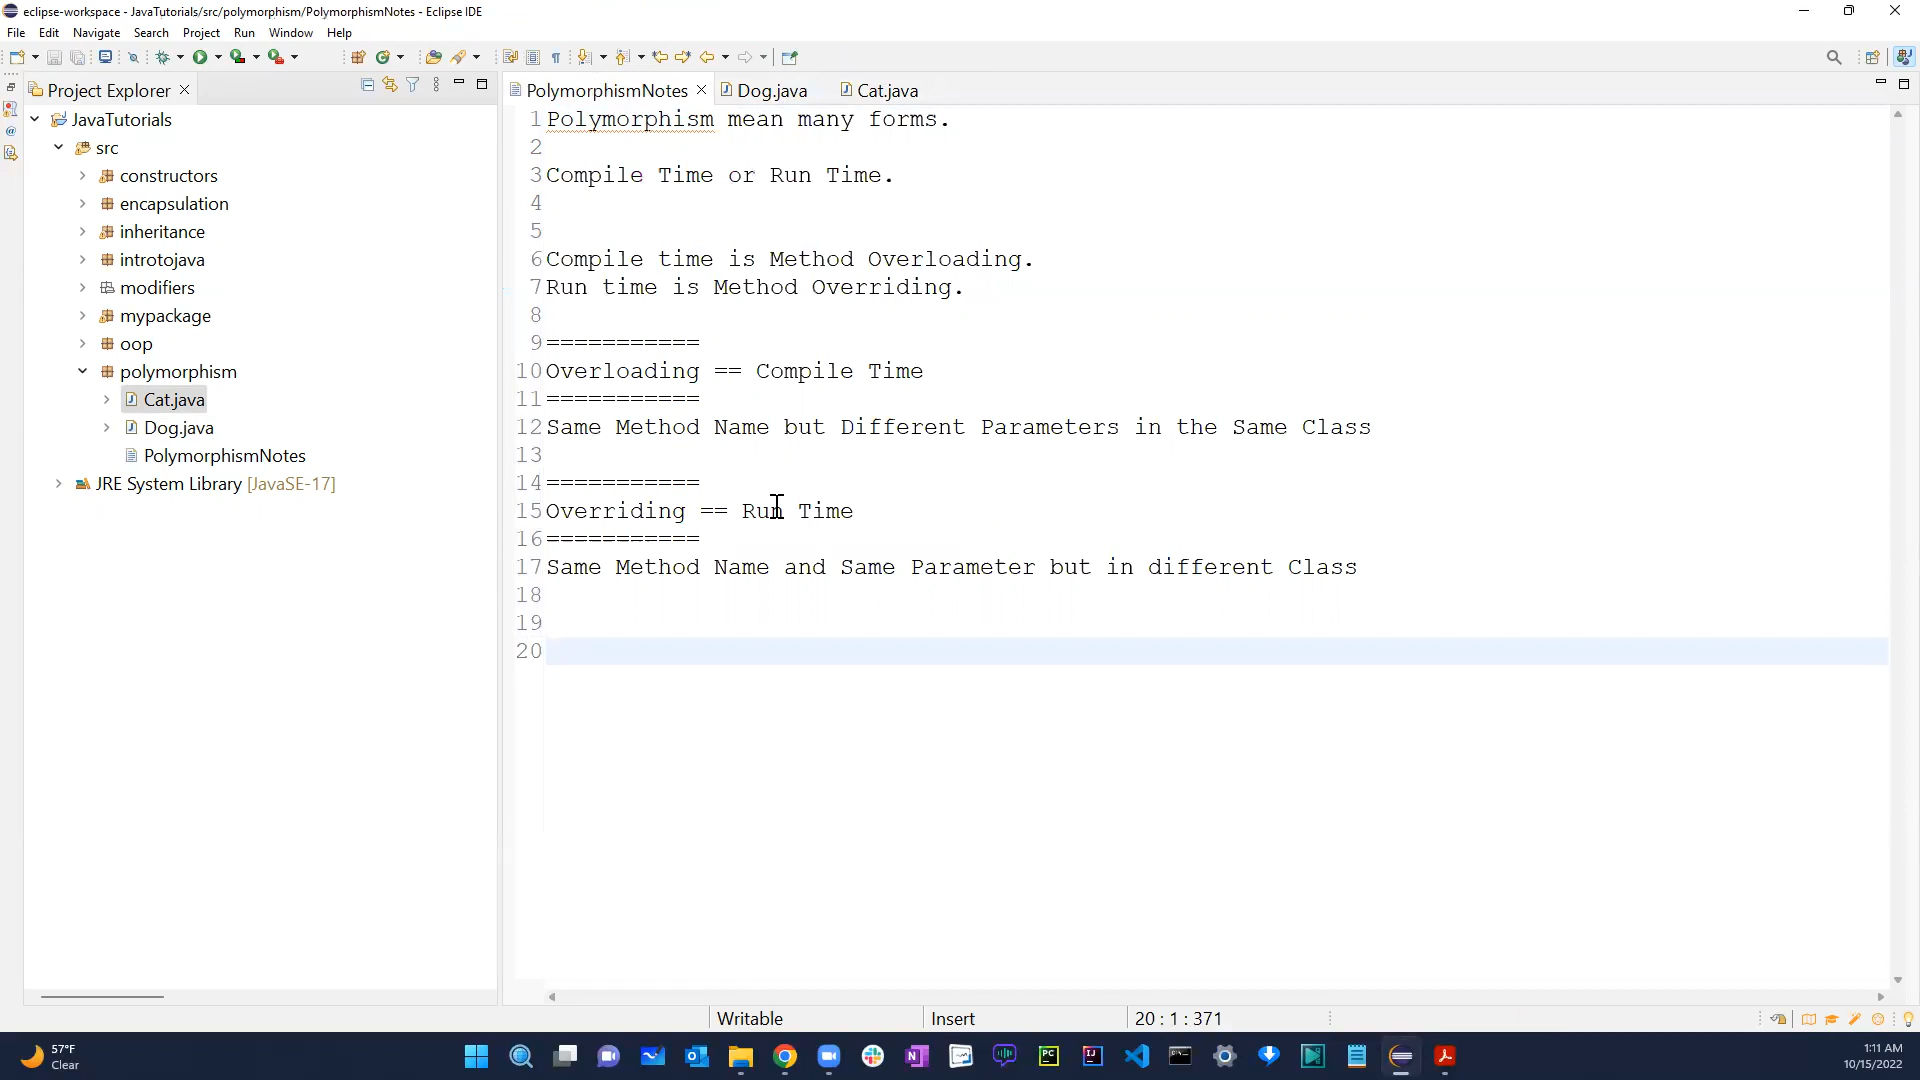 eclipse-workspace - JavaTutorials/src/polymorphism/PolymorphismNotes - Eclipse IDE
File Edit Navigate Search Project Run Window Help
Project Explorer
PolymorphismNotes Dog.java Cat.java
JavaTutorials
src
constructors
encapsulation
inheritance
introtojava
modifiers
mypackage
oop
polymorphism
Cat.java
Dog.java
PolymorphismNotes
JRE System Library [JavaSE-17]
1 Polymorphism mean many forms.
2
3 Compile Time or Run Time.
4
5
6 Compile time is Method Overloading.
7 Run time is Method Overriding.
8
9 ===========
10 Overloading == Compile Time
11 ===========
12 Same Method Name but Different Parameters in the Same Class
13
14 ===========
15 Overriding == Run Time
16 ===========
17 Same Method Name and Same Parameter but in different Class
18
19
20
Writable Insert 20 : 1 : 371
57°F
Clear
1:11 AM
10/15/2022